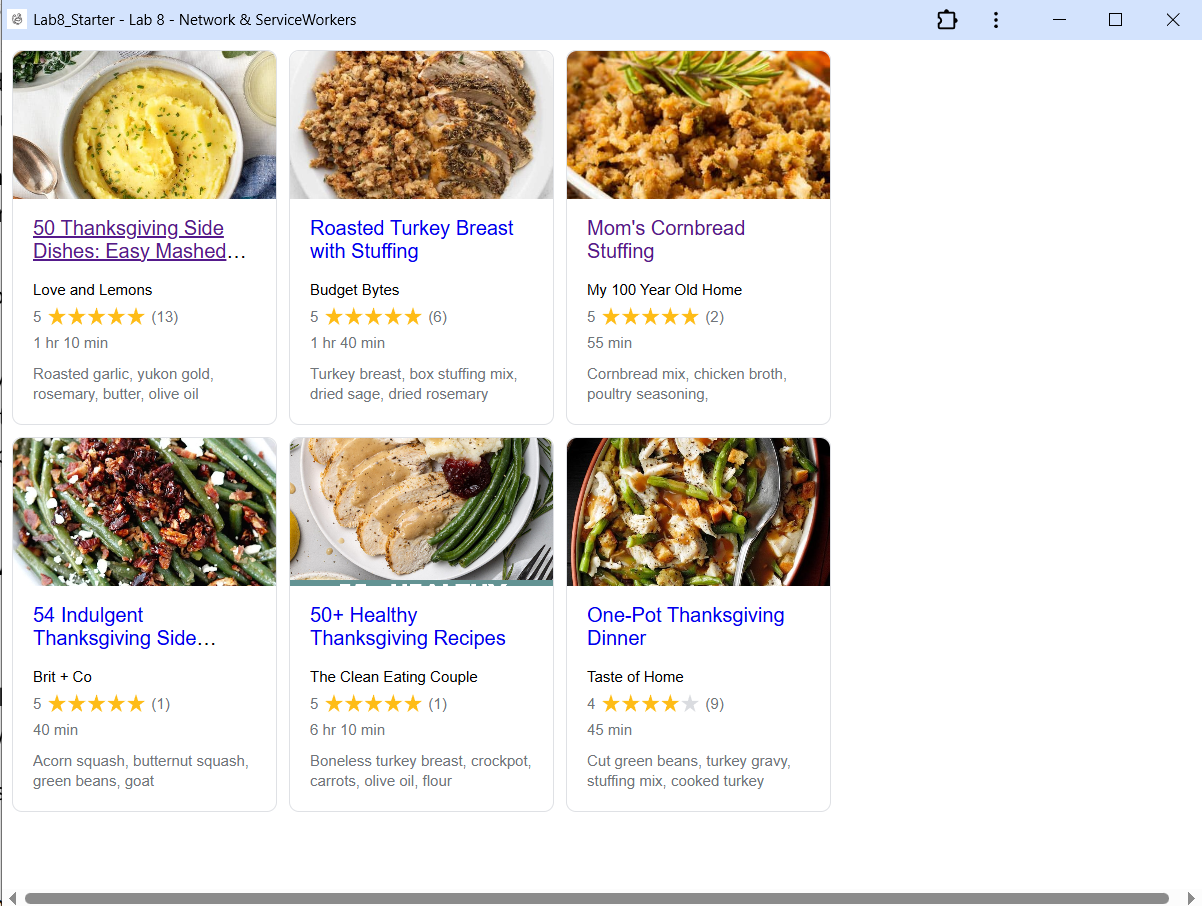 Lab8_Starter - Lab 8 - Network & ServiceWorkers
50 Thanksgiving Side
Dishes: Easy Mashed…
Love and Lemons
5 ★★★★★ (13)
1 hr 10 min
Roasted garlic, yukon gold,
rosemary, butter, olive oil
Roasted Turkey Breast
with Stuffing
Budget Bytes
5 ★★★★★ (6)
1 hr 40 min
Turkey breast, box stuffing mix,
dried sage, dried rosemary
Mom's Cornbread
Stuffing
My 100 Year Old Home
5 ★★★★★ (2)
55 min
Cornbread mix, chicken broth,
poultry seasoning,
54 Indulgent
Thanksgiving Side…
Brit + Co
5 ★★★★★ (1)
40 min
Acorn squash, butternut squash,
green beans, goat
50+ Healthy
Thanksgiving Recipes
The Clean Eating Couple
5 ★★★★★ (1)
6 hr 10 min
Boneless turkey breast, crockpot,
carrots, olive oil, flour
One-Pot Thanksgiving
Dinner
Taste of Home
4 ★★★★★ (9)
45 min
Cut green beans, turkey gravy,
stuffing mix, cooked turkey